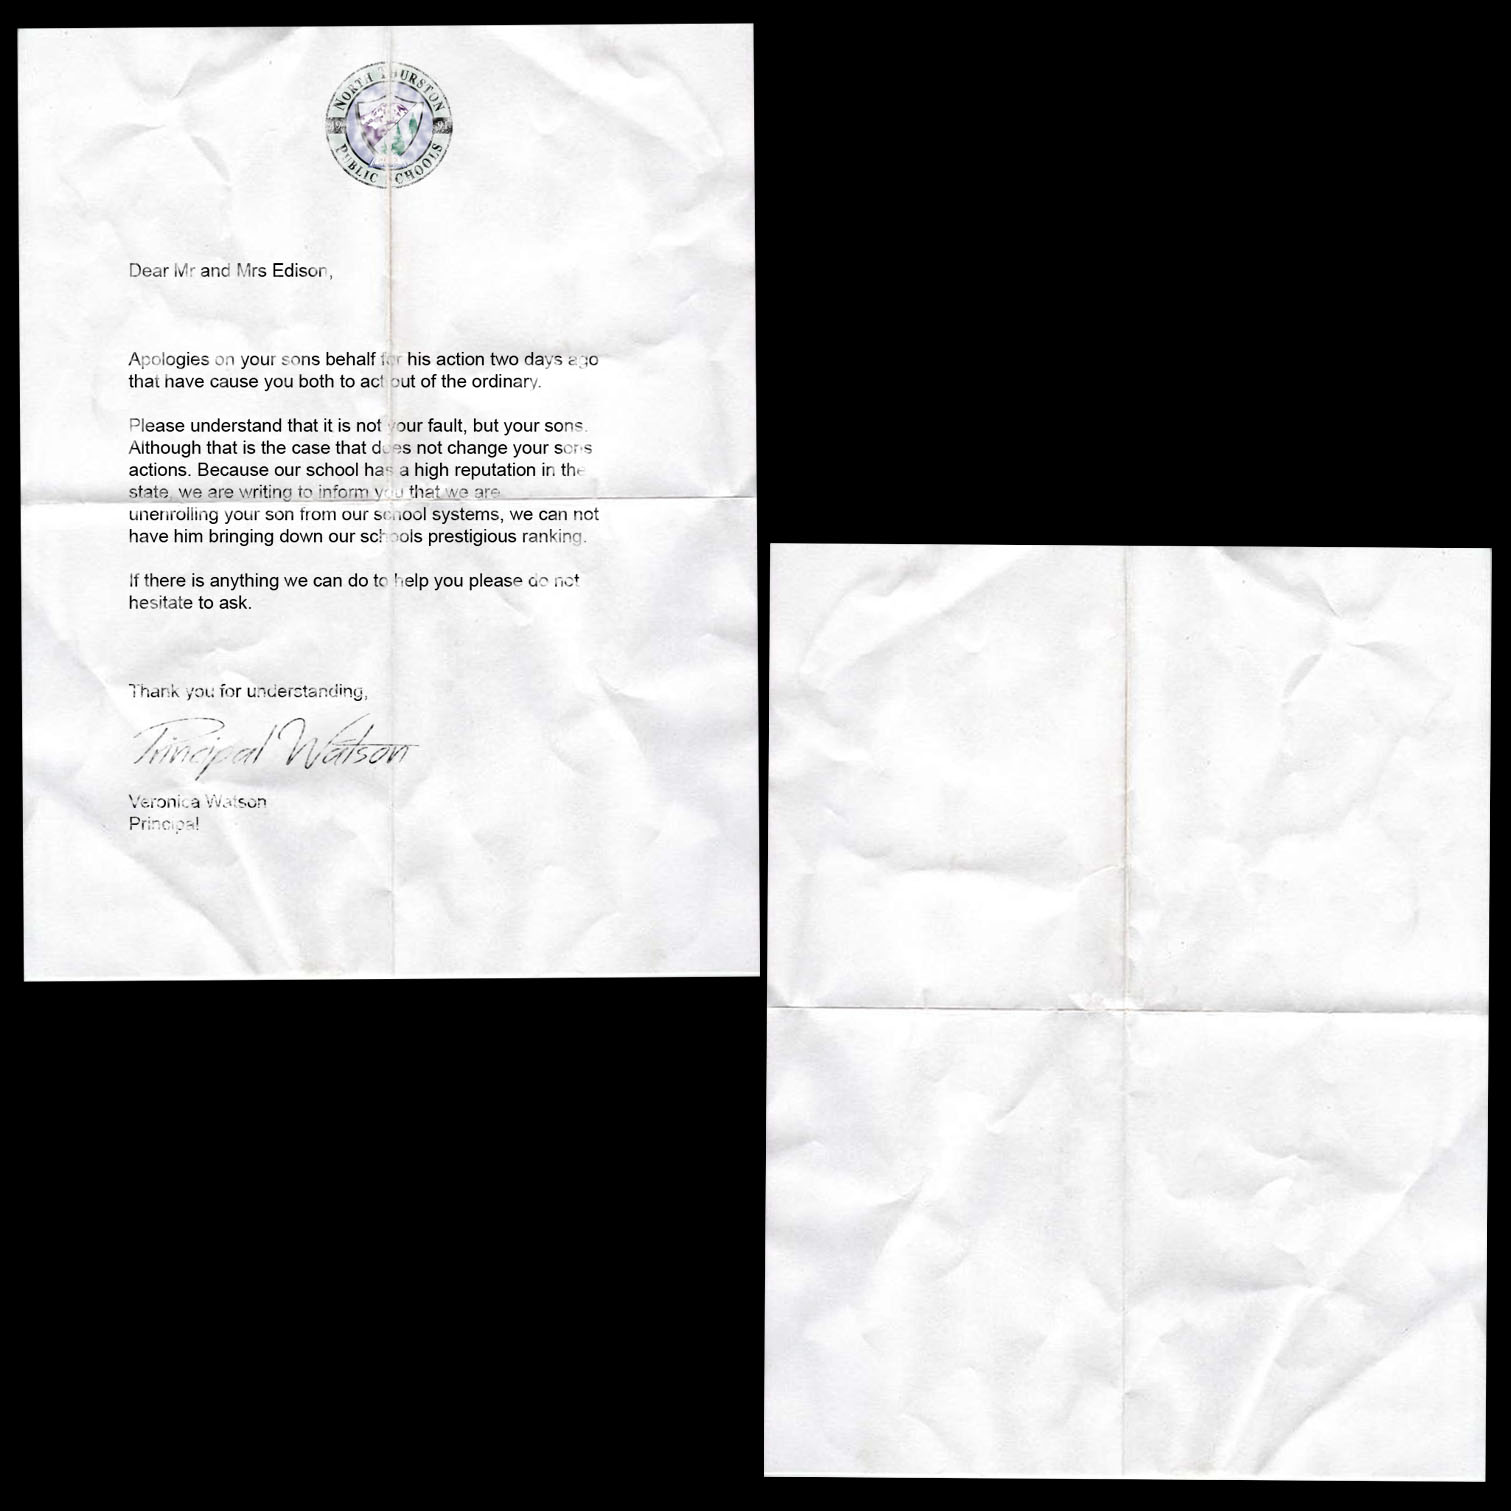 NORTH THURSTON
PUBLIC SCHOOLS
Dear Mr and Mrs Edison,
Apologies on your sons behalf for his action two days ago
that have cause you both to act out of the ordinary.
Please understand that it is not your fault, but your sons.
Although that is the case that does not change your sons
actions. Because our school has a high reputation in the
state, we are writing to inform you that we are
unenrolling your son from our school systems, we can not
have him bringing down our schools prestigious ranking.
If there is anything we can do to help you please do not
hesitate to ask.
Thank you for understanding,
Principal Watson
Veronica Watson
Principal